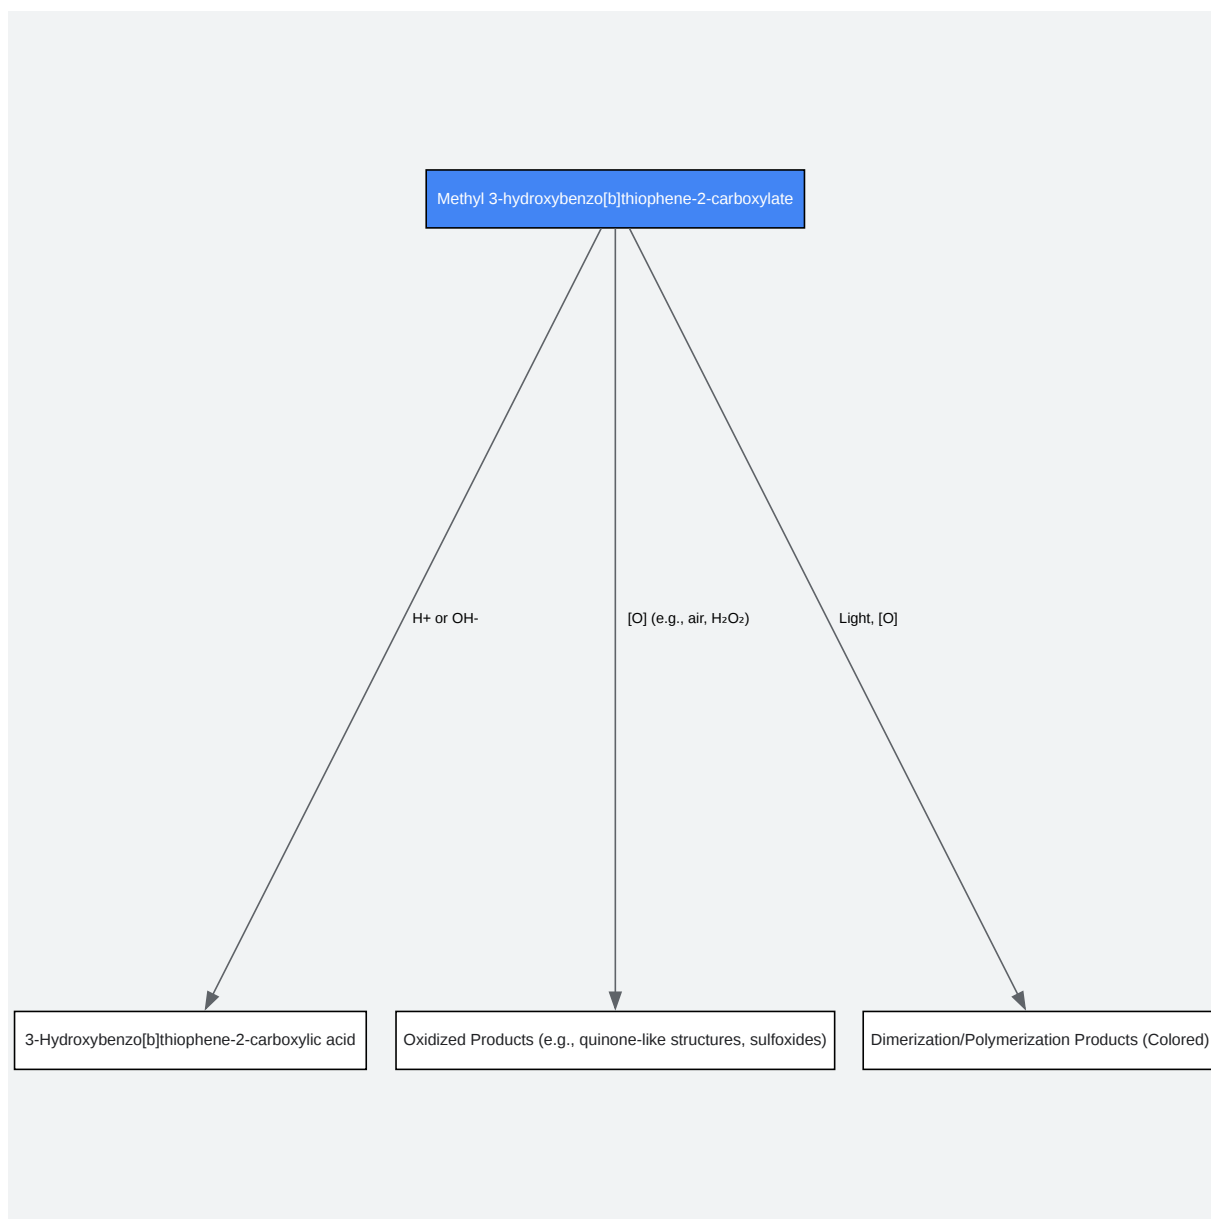 Methyl 3-hydroxybenzo[b]thiophene-2-carboxylate
H+ or OH-
[O] (e.g., air, H₂O₂)
Light, [O]
3-Hydroxybenzo[b]thiophene-2-carboxylic acid
Oxidized Products (e.g., quinone-like structures, sulfoxides)
Dimerization/Polymerization Products (Colored)